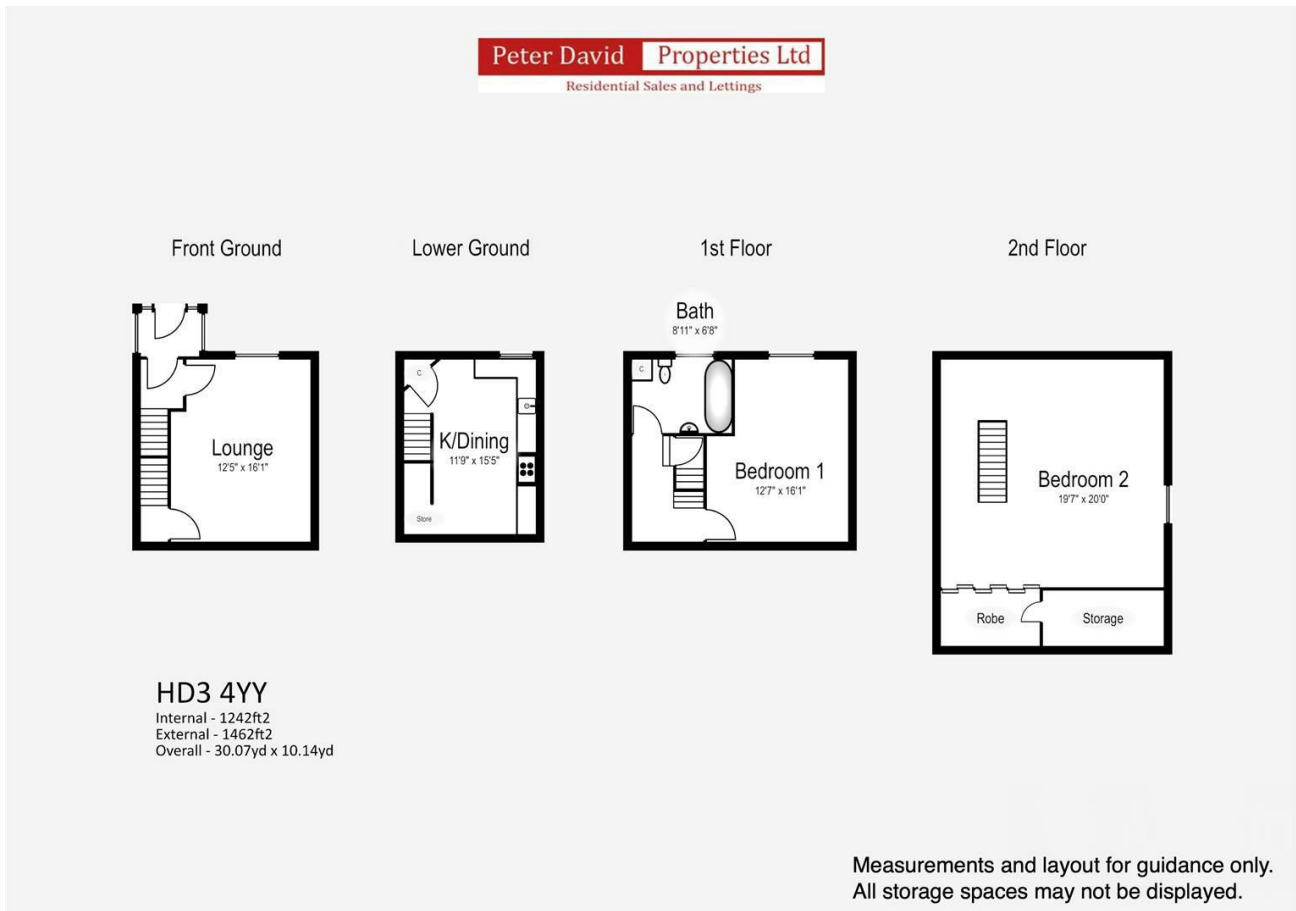 Peter David Properties Ltd
Residential Sales and Lettings
Front Ground
Lower Ground
1st Floor
2nd Floor
Bath
8'11" x 6'8"
C.
C.
Lounge
12'5" x 16'1"
K/Dining
11'9" x 15'5"
Store
Bedroom 1
12'7" x 16'1"
Bedroom 2
19'7" x 20'0"
Robe
Storage
HD3 4YY
Internal - 1242ft2
External - 1462ft2
Overall - 30.07yd x 10.14yd
Measurements and layout for guidance only.
All storage spaces may not be displayed.